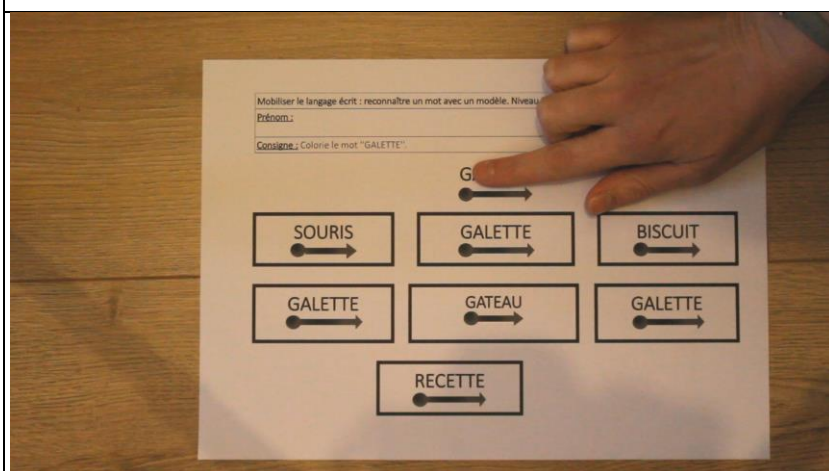 Mobiliser le langage écrit : reconnaître un mot avec un modèle. Niveau
Prénom :
Consigne : Colorie le mot "GALETTE".
G
SOURIS GALETTE BISCUIT
GALETTE GATEAU GALETTE
RECETTE